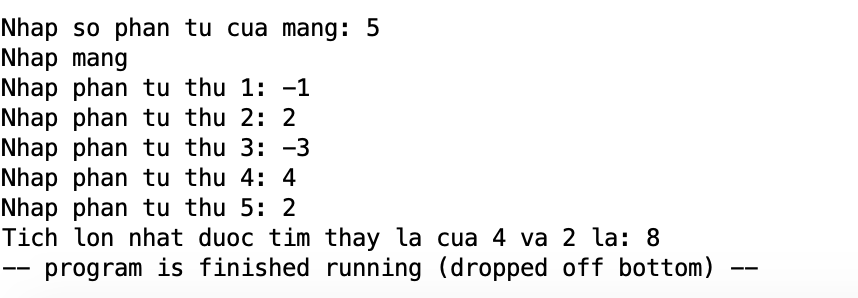 Nhap so phan tu cua mang: 5
Nhap mang
Nhap phan tu thu 1: -1
Nhap phan tu thu 2: 2
Nhap phan tu thu 3: -3
Nhap phan tu thu 4: 4
Nhap phan tu thu 5: 2
Tich lon nhat duoc tim thay la cua 4 va 2 la: 8
-- program is finished running (dropped off bottom) --